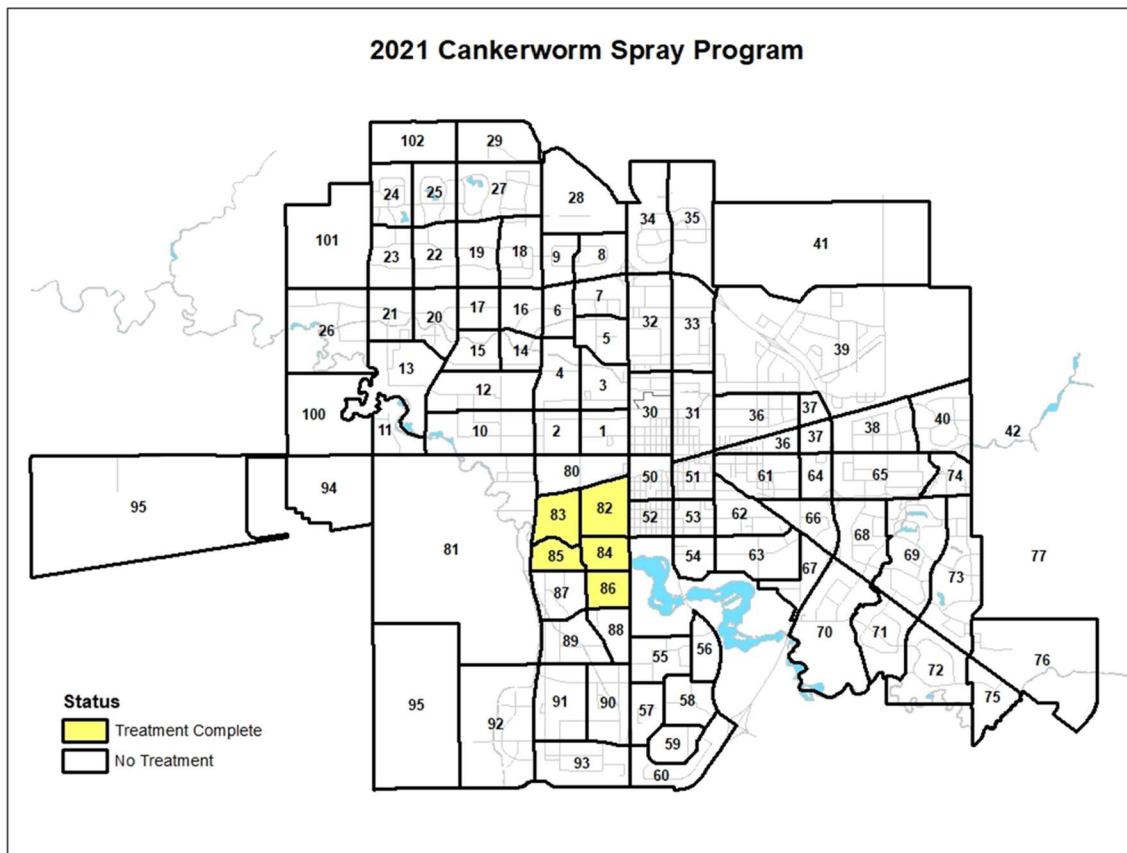 2021 Cankerworm Spray Program
102 29
24 25 27 28
34 35
101
23 22 19 18 9 8
41
21 20 17 16 6 7
26
32 33
39
13 15 14 5
4 3
12
100
30 31 36 37 38 40
11 10 2 1
36 37 42
80 50 51 61 64 65 74
95 94
83 82 52 53 62 66 68 69
81
85 84 54 63 67 73 77
87 86
89 88 55 56 70 71 72 76
95 92 91 90 57 58 75
59
93 60
Status
Treatment Complete
No Treatment